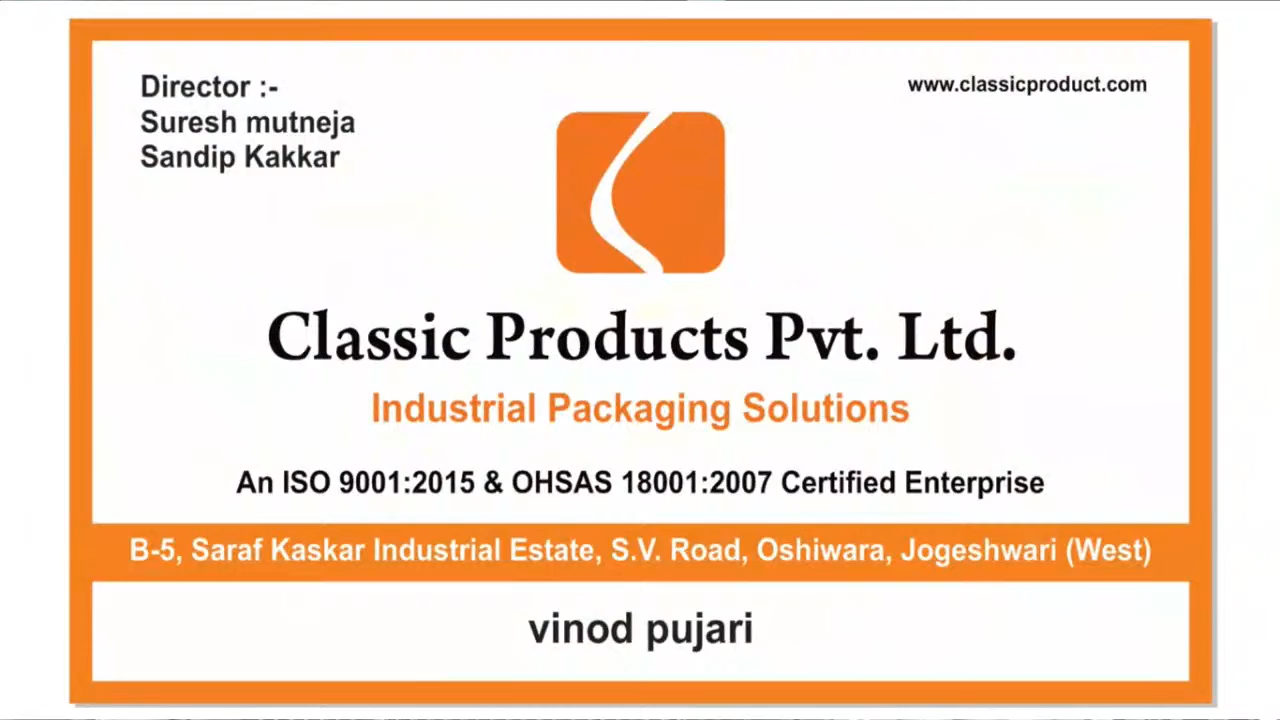 Director :-
Suresh mutneja
Sandip Kakkar
www.classicproduct.com
Classic Products Pvt. Ltd.
Industrial Packaging Solutions
An ISO 9001:2015 & OHSAS 18001:2007 Certified Enterprise
B-5, Saraf Kaskar Industrial Estate, S.V. Road, Oshiwara, Jogeshwari (West)
vinod pujari